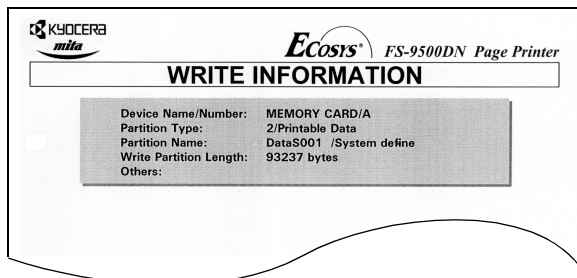 KYOCERA
mita
ECOSYS® FS-9500DN Page Printer
WRITE INFORMATION
Device Name/Number: MEMORY CARD/A
Partition Type: 2/Printable Data
Partition Name: DataS001 /System define
Write Partition Length: 93237 bytes
Others: